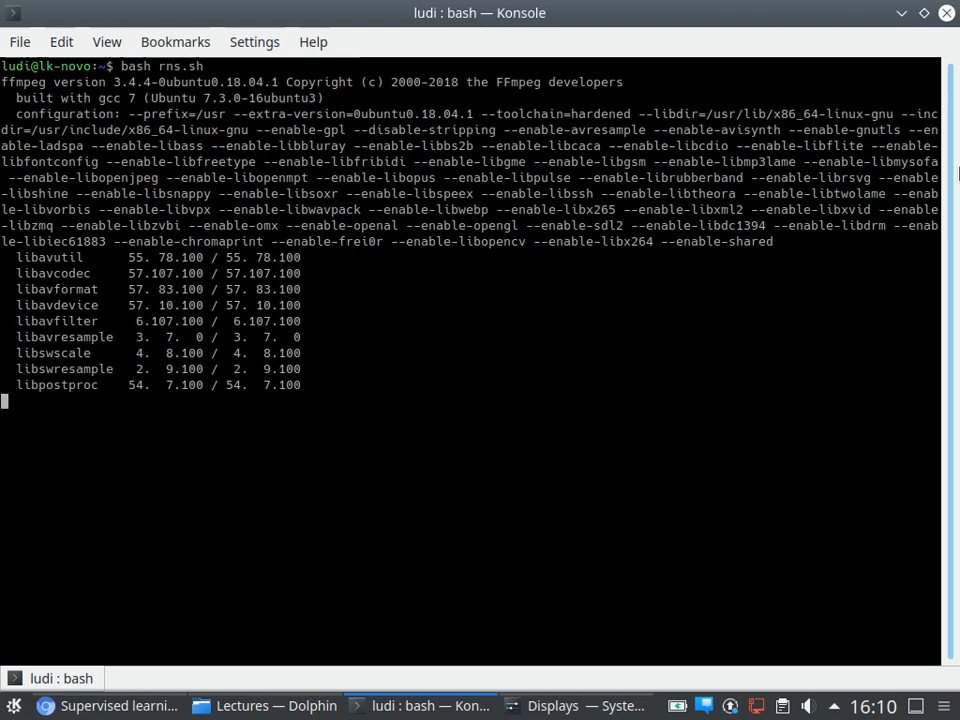 ludi : bash — Konsole
File Edit View Bookmarks Settings Help
ludi@lk-novo:~$ bash rns.sh
ffmpeg version 3.4.4-0ubuntu0.18.04.1 Copyright (c) 2000-2018 the FFmpeg developers
  built with gcc 7 (Ubuntu 7.3.0-16ubuntu3)
  configuration: --prefix=/usr --extra-version=0ubuntu0.18.04.1 --toolchain=hardened --libdir=/usr/lib/x86_64-linux-gnu --inc
dir=/usr/include/x86_64-linux-gnu --enable-gpl --disable-stripping --enable-avresample --enable-avisynth --enable-gnutls --en
able-ladspa --enable-libass --enable-libbluray --enable-libbs2b --enable-libcaca --enable-libcdio --enable-libflite --enable-
libfontconfig --enable-libfreetype --enable-libfribidi --enable-libgme --enable-libgsm --enable-libmp3lame --enable-libmysofa
 --enable-libopenjpeg --enable-libopenmpt --enable-libopus --enable-libpulse --enable-librubberband --enable-librsvg --enable
-libshine --enable-libsnappy --enable-libsoxr --enable-libspeex --enable-libssh --enable-libtheora --enable-libtwolame --enab
le-libvorbis --enable-libvpx --enable-libwavpack --enable-libwebp --enable-libx265 --enable-libxml2 --enable-libxvid --enable
-libzmq --enable-libzvbi --enable-omx --enable-openal --enable-opengl --enable-sdl2 --enable-libdc1394 --enable-libdrm --enab
le-libiec61883 --enable-chromaprint --enable-frei0r --enable-libopencv --enable-libx264 --enable-shared
  libavutil      55. 78.100 / 55. 78.100
  libavcodec     57.107.100 / 57.107.100
  libavformat    57. 83.100 / 57. 83.100
  libavdevice    57. 10.100 / 57. 10.100
  libavfilter     6.107.100 /  6.107.100
  libavresample   3.  7.  0 /  3.  7.  0
  libswscale      4.  8.100 /  4.  8.100
  libswresample   2.  9.100 /  2.  9.100
  libpostproc    54.  7.100 / 54.  7.100
ludi : bash
Supervised learni... Lectures — Dolphin ludi : bash — Kon... Displays — Syste... 16:10